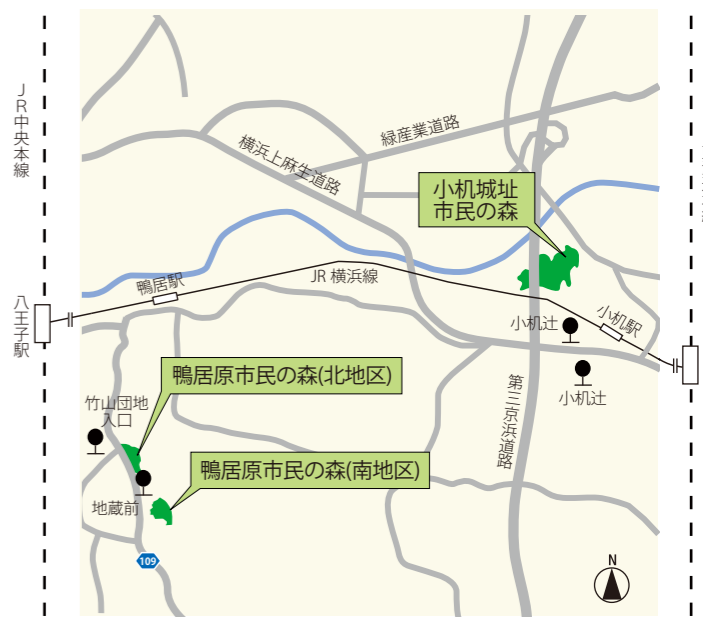 JR中央本線
八王子駅
緑産業道路
横浜上麻生道路
小机城址
市民の森
鴨居駅
JR 横浜線
小机辻
小机駅
小机辻
第三京浜道路
鴨居原市民の森(北地区)
竹山団地
入口
鴨居原市民の森(南地区)
地蔵前
109
N